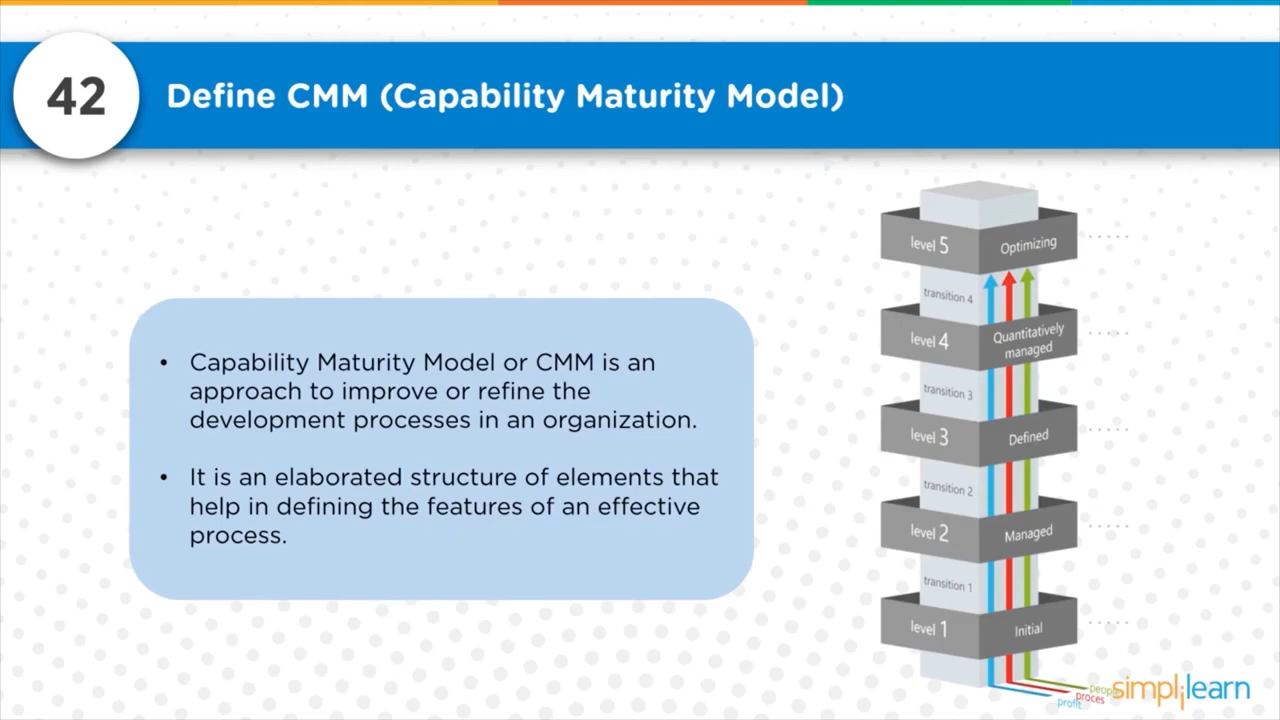 42
Define CMM (Capability Maturity Model)
• Capability Maturity Model or CMM is an
approach to improve or refine the
development processes in an organization.
• It is an elaborated structure of elements that
help in defining the features of an effective
process.
level 5 Optimizing
transition 4
level 4 Quantitatively
managed
transition 3
level 3 Defined
transition 2
level 2 Managed
transition 1
level 1 Initial
proces
profit
simplilearn